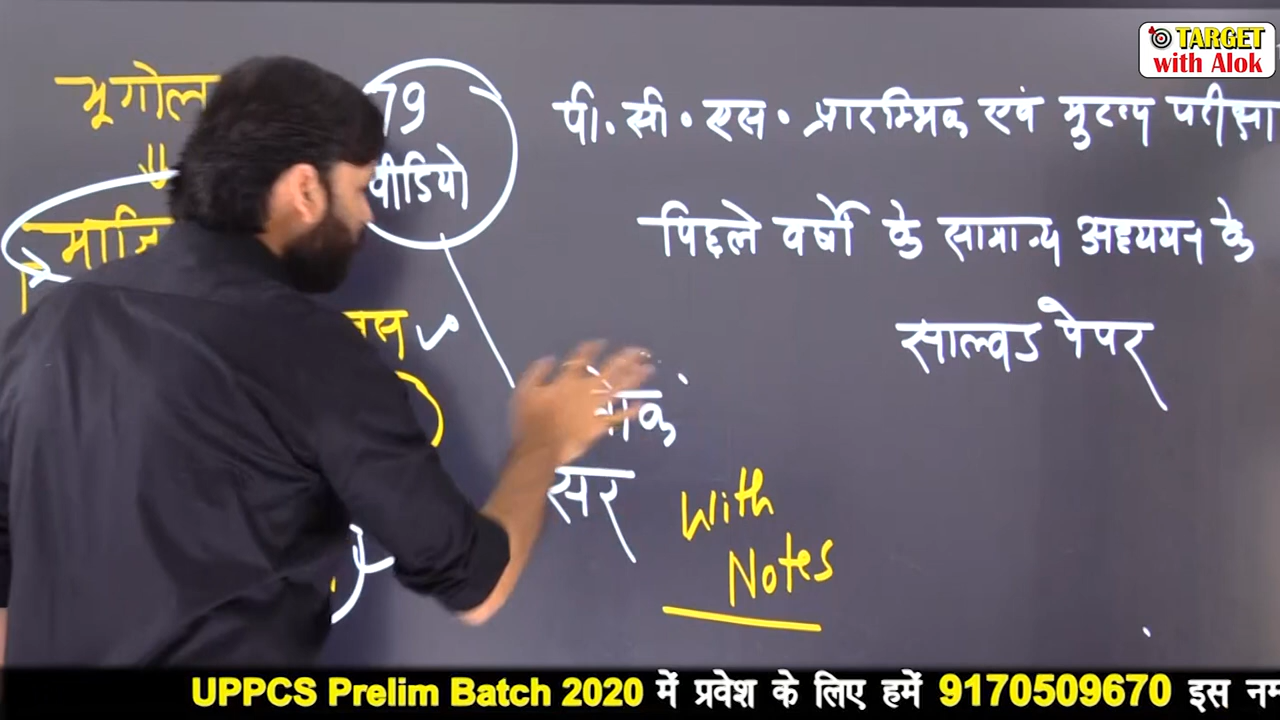 TARGET
with Alok
भूगोल
79
वीडियो
पी.सी.एस. प्रारम्भिक एवं मुख्य परीक्षा
पिछले वर्षो के सामान्य अध्ययन के
साल्वड पेपर
सर
With
Notes
UPPCS Prelim Batch 2020 में प्रवेश के लिए हमें 9170509670 इस